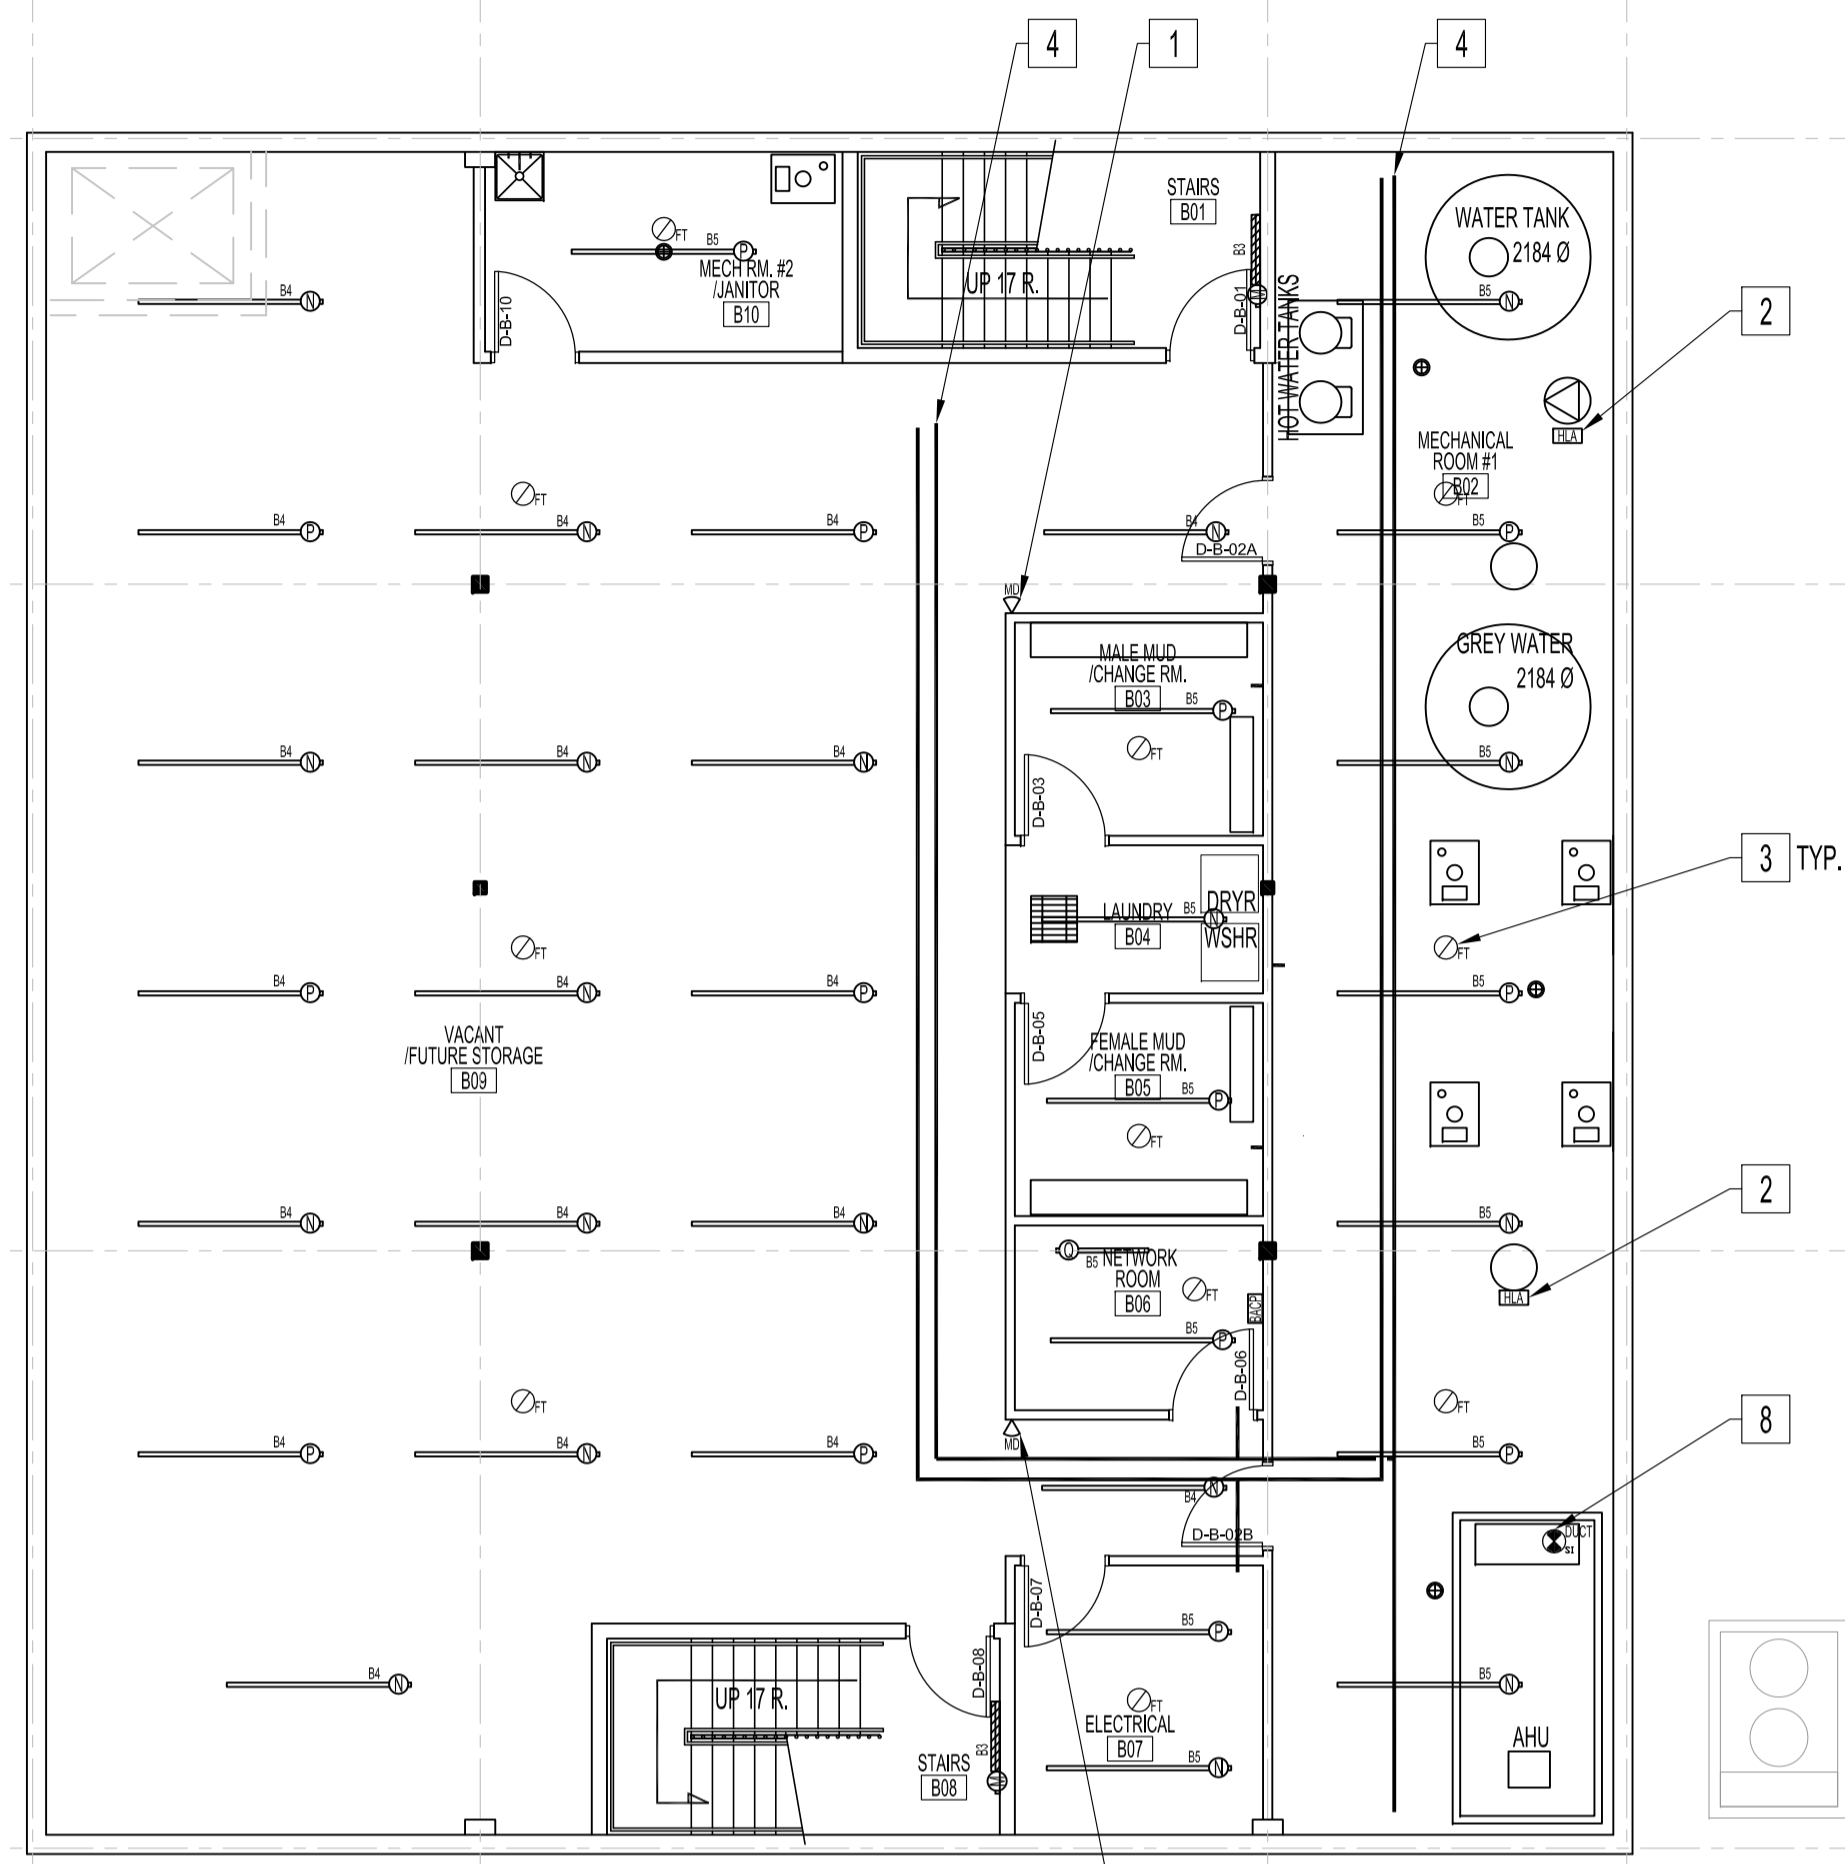 4
1
4
STAIRS
B01
WATER TANK
2184 Ø
B3
FT
B5
P
MECH RM. #2
/JANITOR
B10
UP 17 R.
D-B-10
D-B-01
M
HOT WATER TANKS
B4
N
B5
N
2
HLA
MECHANICAL
ROOM #1
B02
FT
FT
B4
P
B4
N
B4
P
B4
N
B5
P
D-B-02A
MD
MALE MUD
/CHANGE RM.
B03
B5
P
GREY WATER
2184 Ø
FT
B4
N
B4
N
B4
N
B5
N
D-B-03
3 TYP.
DRYR
LAUNDRY
B04
B5
N
WSHR
FT
FT
B4
P
B4
N
B4
P
B5
P
VACANT
/FUTURE STORAGE
B09
D-B-05
FEMALE MUD
/CHANGE RM.
B05
B5
P
FT
2
B4
N
B4
N
B4
N
B5
N
Q
B5
NETWORK
ROOM
B06
FT
BACP
HLA
B5
P
D-B-06
FT
FT
8
MD
B4
P
B4
N
B4
P
B5
P
B4
N
D-B-02B
DUCT
SI
D-B-07
B5
P
D-B-08
B4
N
UP 17 R.
FT
ELECTRICAL
B07
B5
N
B3
M
STAIRS
B08
B5
N
AHU